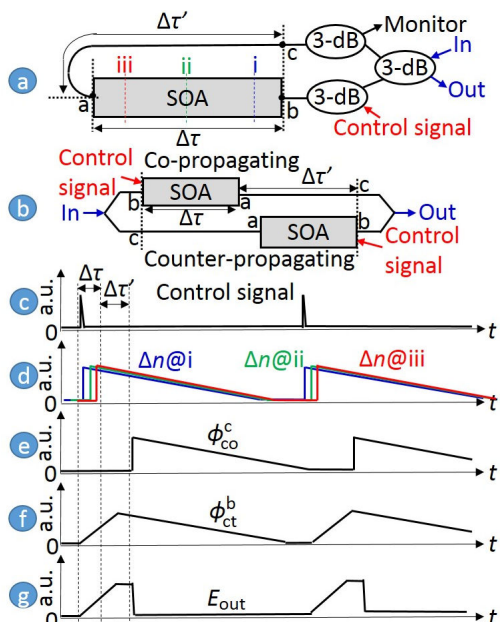 Δτ′
3-dB
Monitor
c
3-dB
In
iii
ii
i
a
a
SOA
b
3-dB
Out
Δτ
Control signal
Control
signal
Co-propagating
Δτ′
b
SOA
a
c
b
In
Δτ
Out
c
a
SOA
b
Control
signal
Counter-propagating
Δτ
Δτ′
Control signal
c
a.u.
0
t
d
a.u.
0
Δn@i
Δn@ii
Δn@iii
t
e
a.u.
0
ϕ_co^c
t
f
a.u.
0
ϕ_ct^b
t
g
a.u.
0
E_out
t